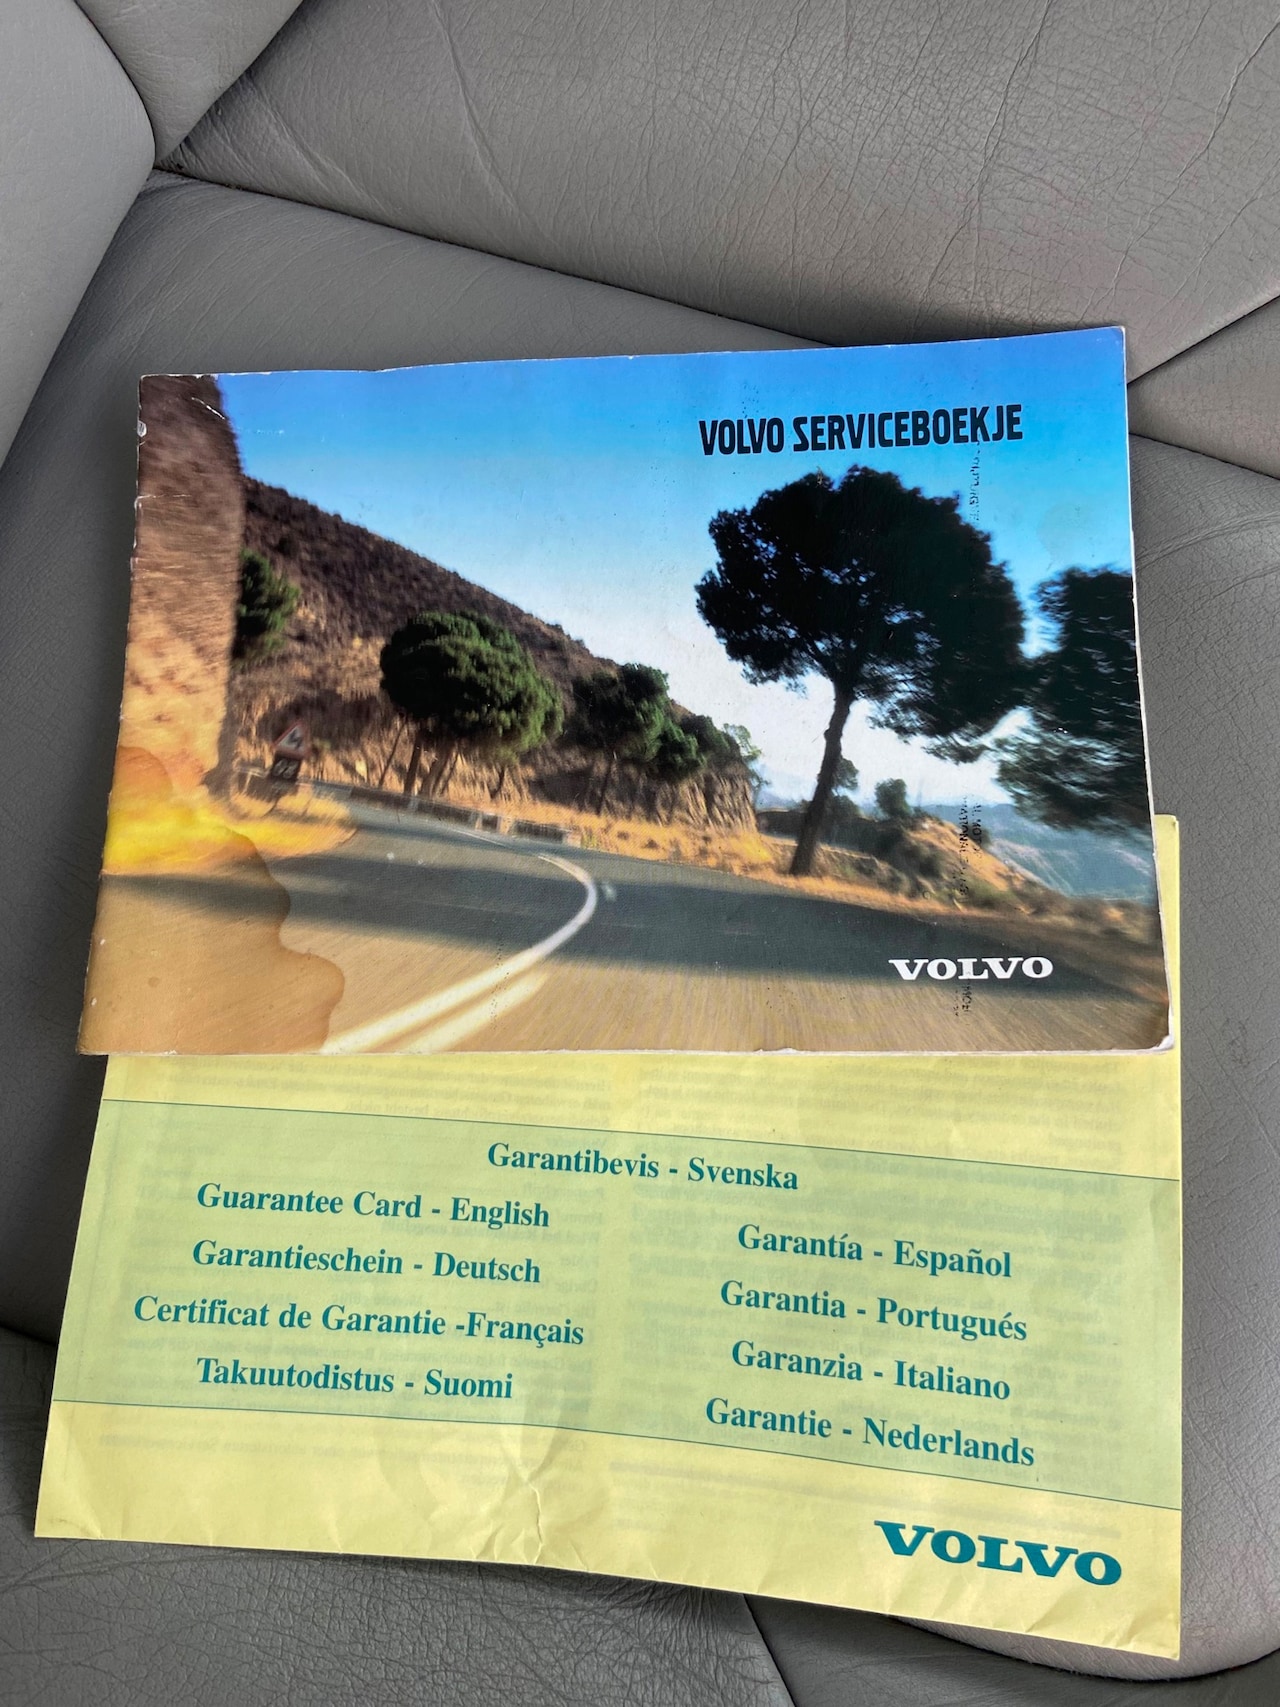 VOLVO SERVICEBOEKJE
VOLVO
Garantibevis - Svenska
Guarantee Card - English
Garantieschein - Deutsch
Certificat de Garantie -Français
Takuutodistus - Suomi
Garantía - Español
Garantia - Portugués
Garanzia - Italiano
Garantie - Nederlands
VOLVO